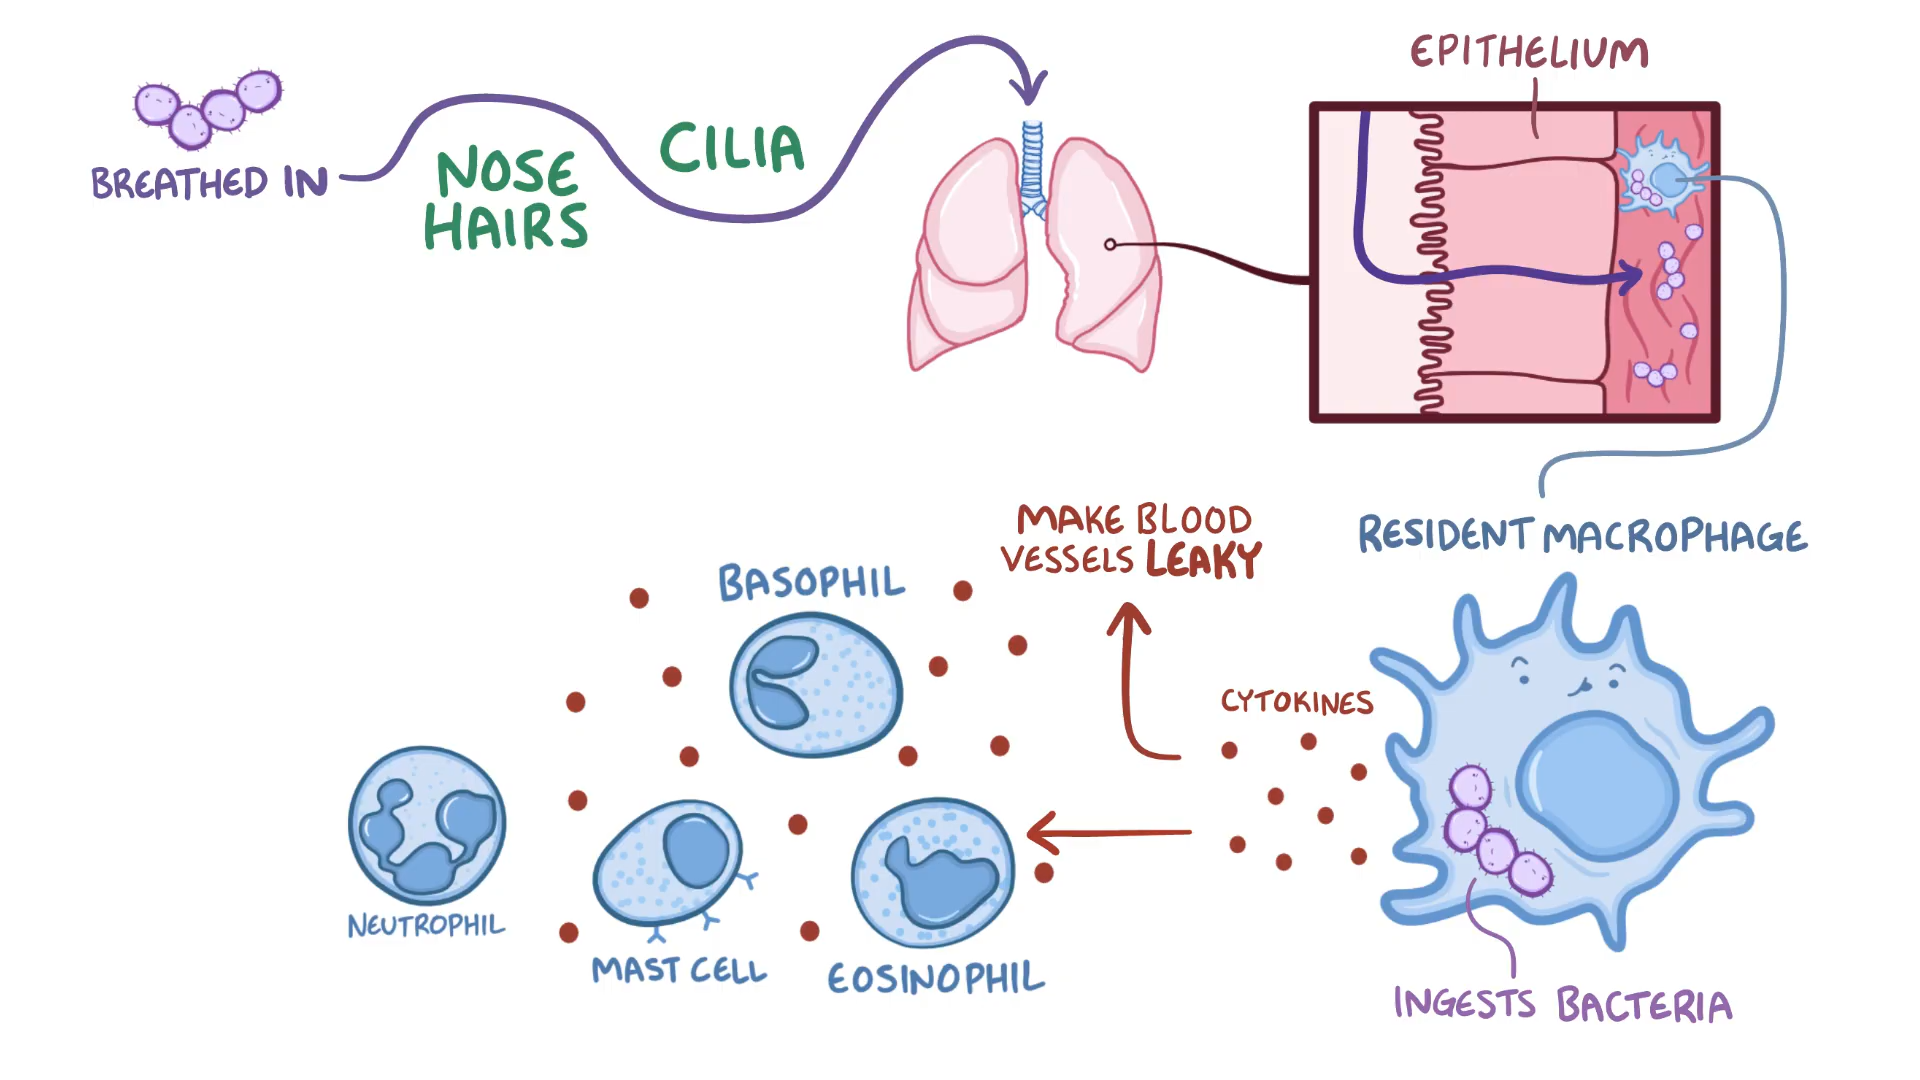 EPITHELIUM
BREATHED IN
NOSE
HAIRS
CILIA
RESIDENT MACROPHAGE
MAKE BLOOD
VESSELS LEAKY
CYTOKINES
BASOPHIL
NEUTROPHIL
MAST CELL
EOSINOPHIL
INGESTS BACTERIA